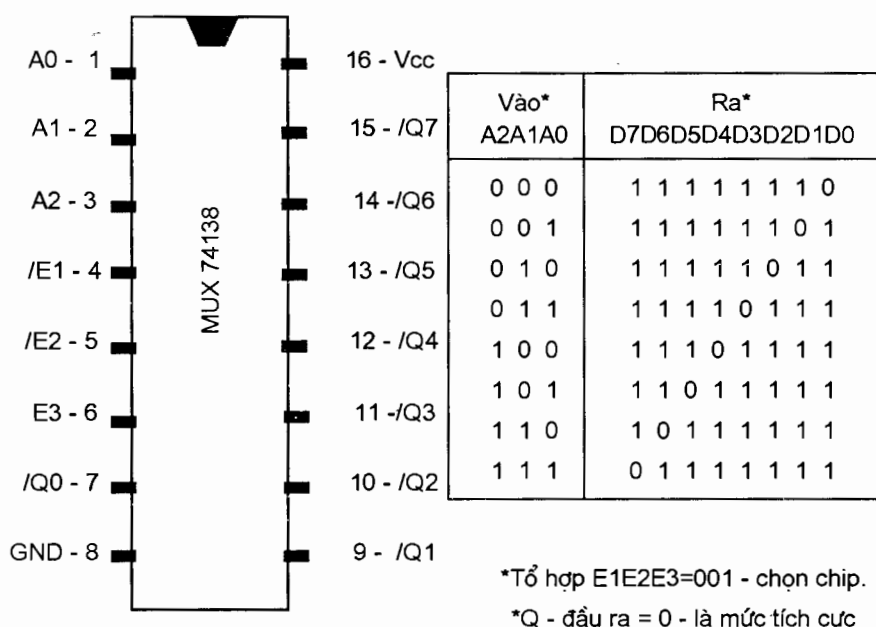 A0 - 1
A1 - 2
A2 - 3
/E1 - 4
/E2 - 5
E3 - 6
/Q0 - 7
GND - 8
MUX 74138
16 - Vcc
15 - /Q7
14 -/Q6
13 - /Q5
12 - /Q4
11 -/Q3
10 - /Q2
9 - /Q1
Vào* Ra*
A2A1A0 D7D6D5D4D3D2D1D0
0 0 0 1 1 1 1 1 1 1 0
0 0 1 1 1 1 1 1 1 0 1
0 1 0 1 1 1 1 1 0 1 1
0 1 1 1 1 1 1 0 1 1 1
1 0 0 1 1 1 0 1 1 1 1
1 0 1 1 1 0 1 1 1 1 1
1 1 0 1 0 1 1 1 1 1 1
1 1 1 0 1 1 1 1 1 1 1
*Tổ hợp E1E2E3=001 - chọn chip.
*Q - đầu ra = 0 - là mức tích cực